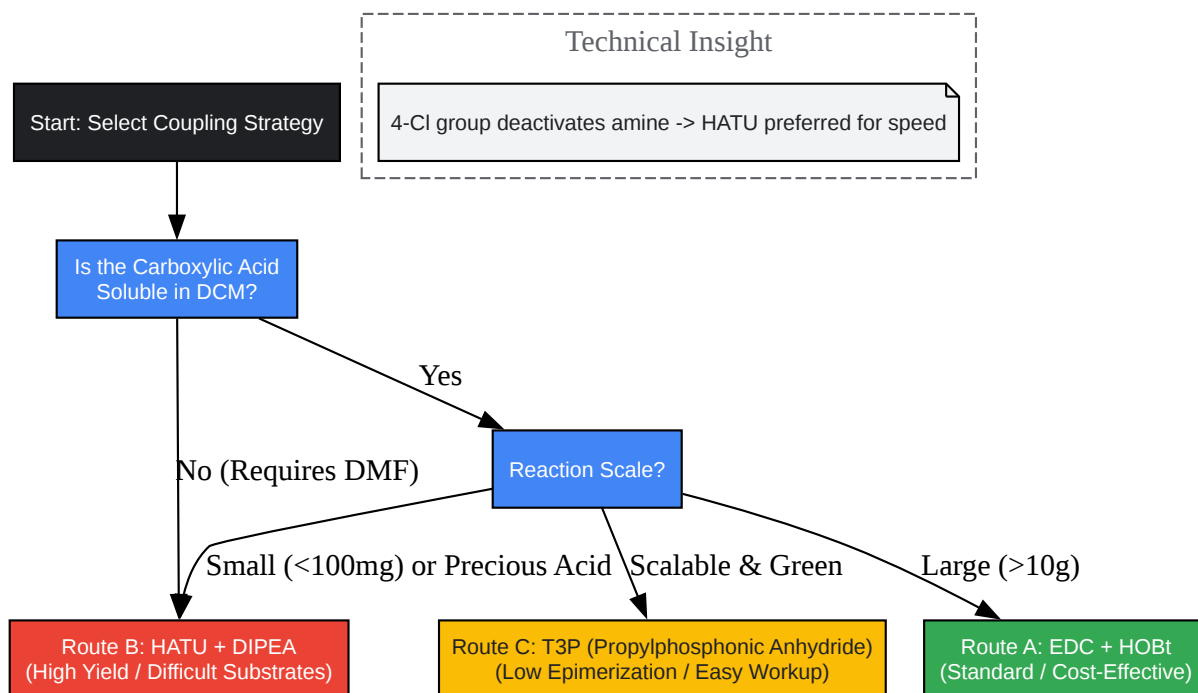 Technical Insight
Start: Select Coupling Strategy
4-Cl group deactivates amine -> HATU preferred for speed
Is the Carboxylic Acid
Soluble in DCM?
Yes
No (Requires DMF)
Reaction Scale?
Small (<100mg) or Precious Acid
Scalable & Green
Large (>10g)
Route B: HATU + DIPEA
(High Yield / Difficult Substrates)
Route C: T3P (Propylphosphonic Anhydride)
(Low Epimerization / Easy Workup)
Route A: EDC + HOBt
(Standard / Cost-Effective)